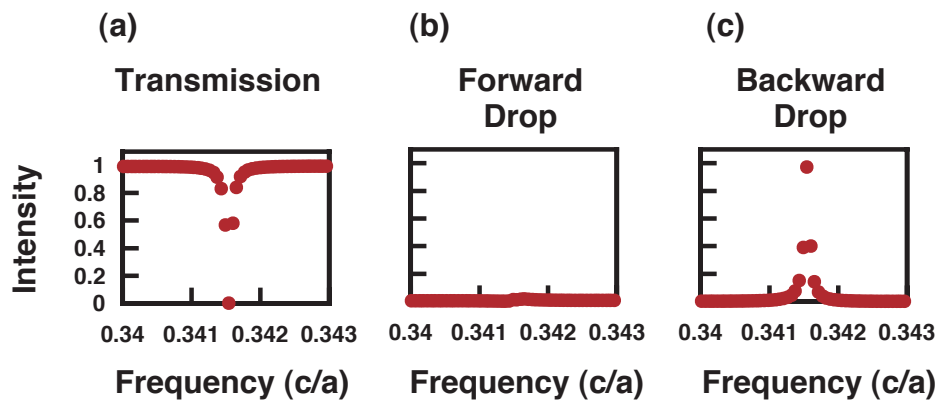 (a)
(b)
(c)
Transmission
Forward
Drop
Backward
Drop
Intensity
1
0.8
0.6
0.4
0.2
0
0.34 0.341 0.342 0.343
0.34 0.341 0.342 0.343
0.34 0.341 0.342 0.343
Frequency (c/a)
Frequency (c/a)
Frequency (c/a)